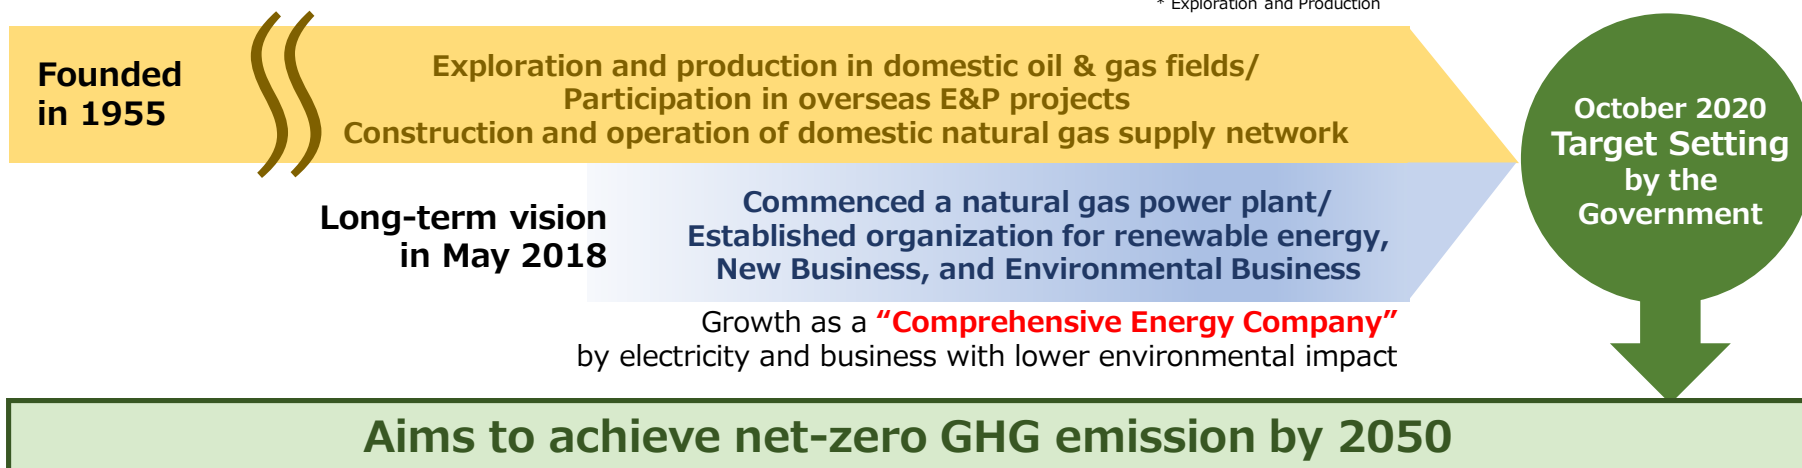 * Exploration and Production
Founded
in 1955
Exploration and production in domestic oil & gas fields/
Participation in overseas E&P projects
Construction and operation of domestic natural gas supply network
October 2020
Target Setting
by the
Government
Long-term vision
in May 2018
Commenced a natural gas power plant/
Established organization for renewable energy,
New Business, and Environmental Business
Growth as a “Comprehensive Energy Company”
by electricity and business with lower environmental impact
Aims to achieve net-zero GHG emission by 2050